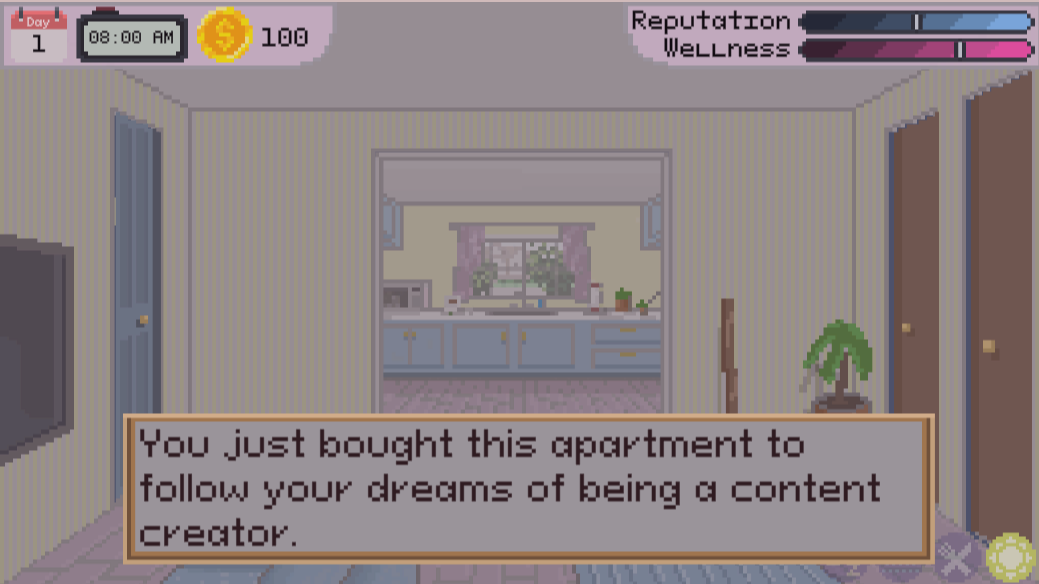 Day
1
08:00 AM
100
Reputation
Wellness
You just bought this apartment to
follow your dreams of being a content
creator.